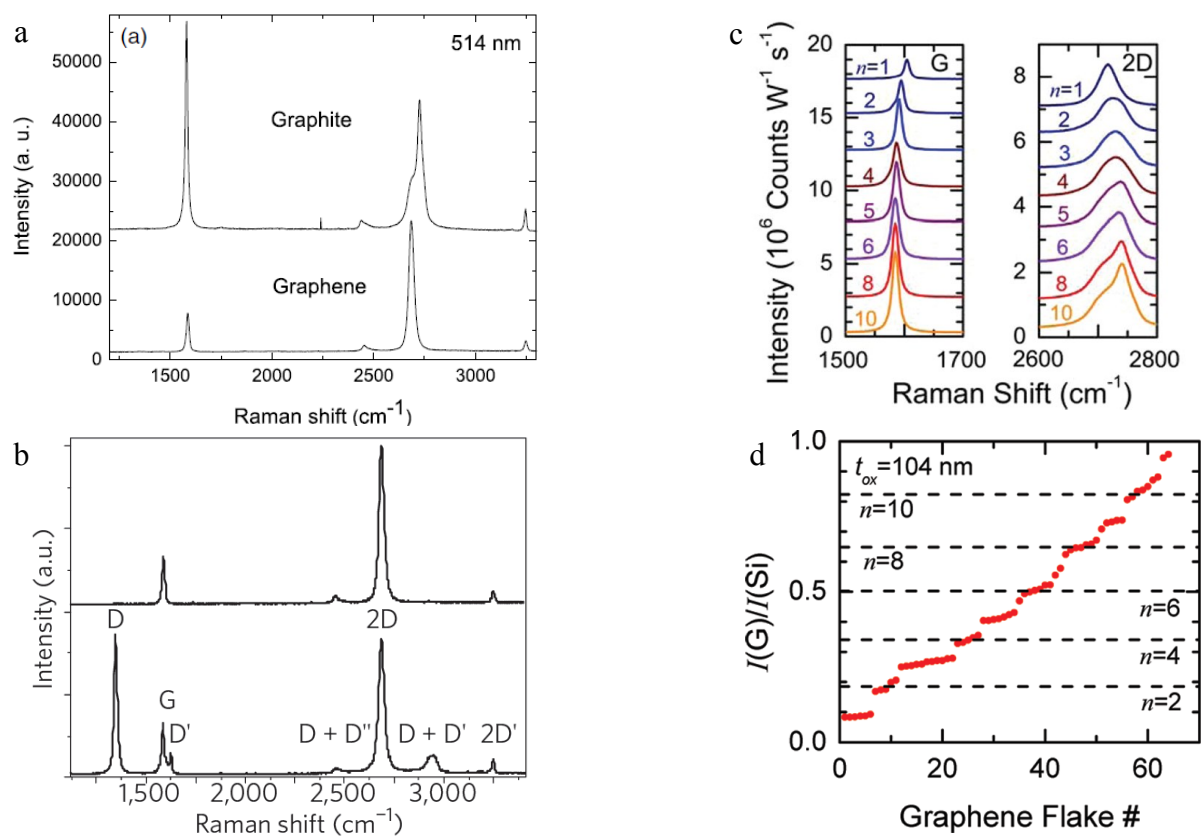 a
(a)
514 nm
Graphite
Graphene
Intensity (a. u.)
50000
40000
30000
20000
10000
0
1500
2000
2500
3000
Raman shift (cm⁻¹)
b
D
G
D'
D + D''
2D
D + D'
2D'
Intensity (a.u.)
1,500
2,000
2,500
3,000
Raman shift (cm⁻¹)
c
G
2D
n=1
2
3
4
5
6
8
10
n=1
2
3
4
5
6
8
10
Intensity (10⁶ Counts W⁻¹ s⁻¹)
20
15
10
5
0
8
6
4
2
0
1500
1700
2600
2800
Raman Shift (cm⁻¹)
d
tox=104 nm
n=10
n=8
n=6
n=4
n=2
I(G)/I(Si)
1.0
0.5
0.0
0
20
40
60
Graphene Flake #